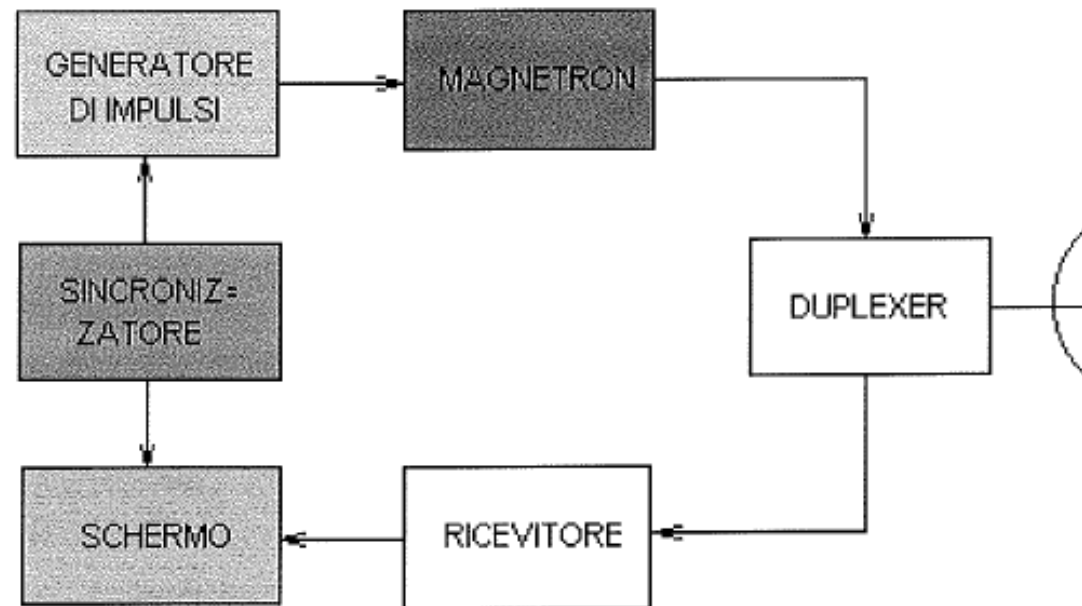 GENERATORE
DI IMPULSI
MAGNETRON
SINCRONIZ=
ZATORE
DUPLEXER
SCHERMO
RICEVITORE